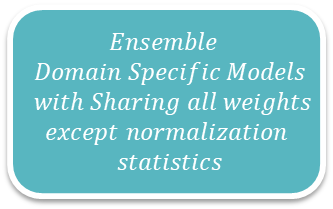 Ensemble
Domain Specific Models
with Sharing all weights
except normalization
statistics